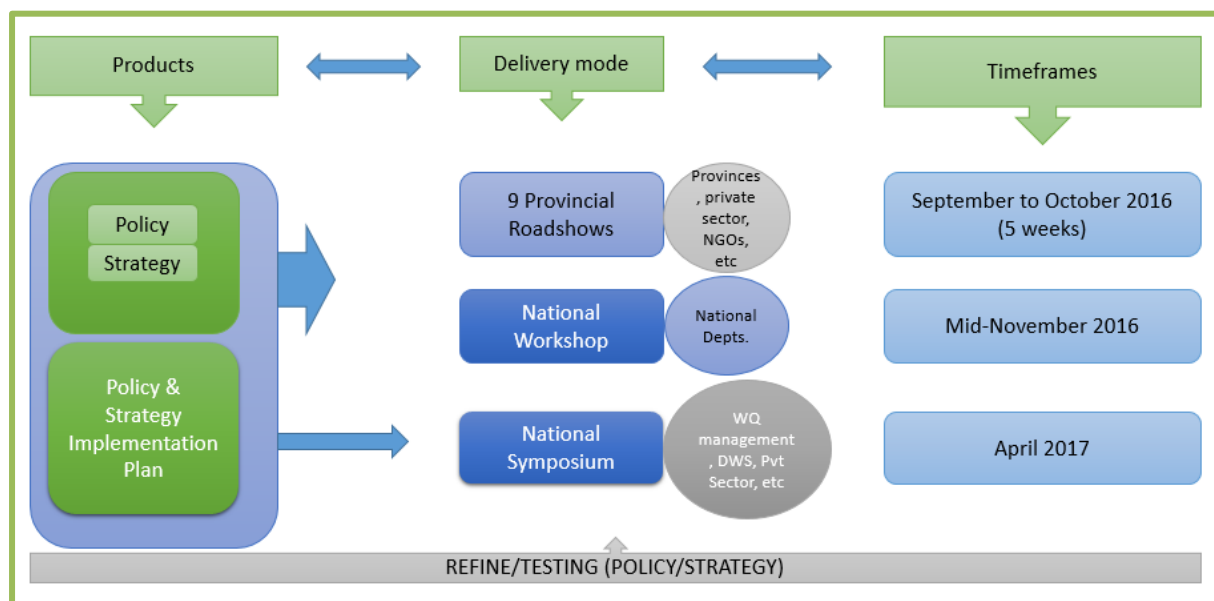 Products
Delivery mode
Timeframes
Policy
Strategy
9 Provincial
Roadshows
Provinces
, private
sector,
NGOs,
etc
September to October 2016
(5 weeks)
National
Workshop
National
Depts.
Mid-November 2016
Policy &
Strategy
Implementation
Plan
National
Symposium
WQ
management
, DWS, Pvt
Sector, etc
April 2017
REFINE/TESTING (POLICY/STRATEGY)